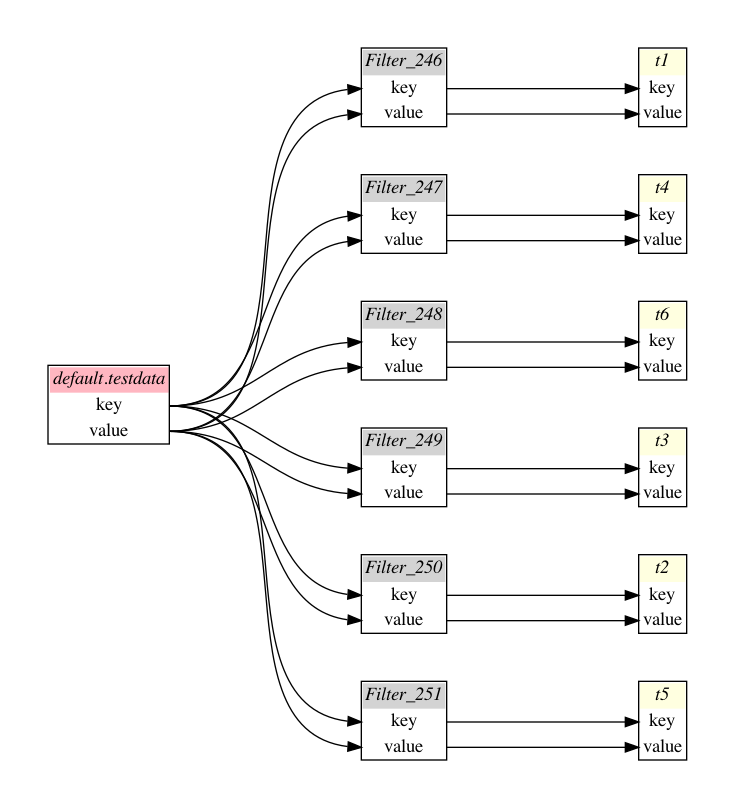 Filter_246
key
value
t1
key
value
Filter_247
key
value
t4
key
value
Filter_248
key
value
t6
key
value
default.testdata
key
value
Filter_249
key
value
t3
key
value
Filter_250
key
value
t2
key
value
Filter_251
key
value
t5
key
value